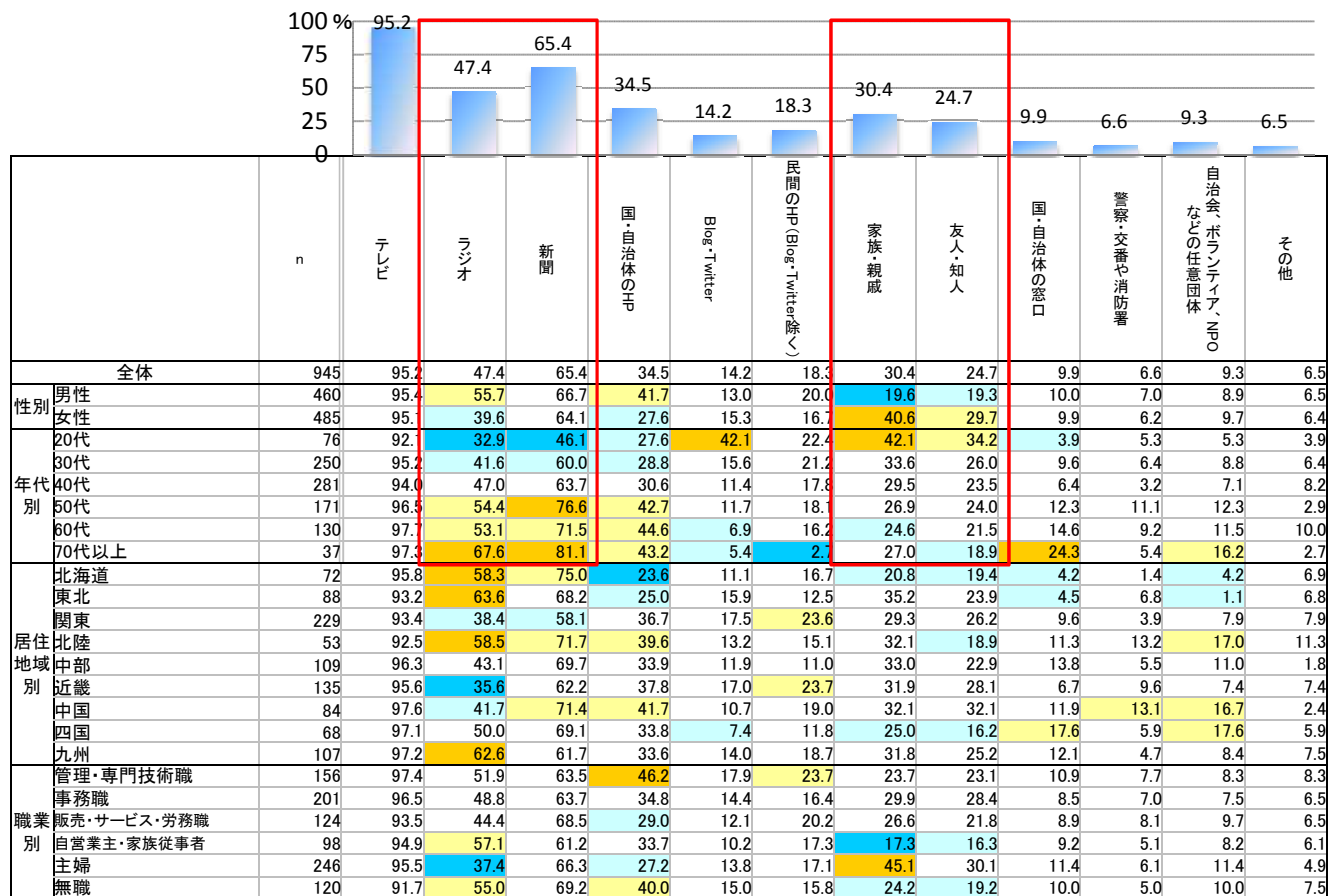 100 %
75
50
25
0
95.2
47.4
65.4
34.5
14.2
18.3
30.4
24.7
9.9
6.6
9.3
6.5
n
テレビ
ラジオ
新聞
国・自治体のHP
Blog・Twitter
民間のHP(Blog・Twitter除く)
家族・親戚
友人・知人
国・自治体の窓口
警察・交番や消防署
自治会、ボランティア、NPO
などの任意団体
その他
全体 945 95.2 47.4 65.4 34.5 14.2 18.3 30.4 24.7 9.9 6.6 9.3 6.5
性別
男性 460 95.4 55.7 66.7 41.7 13.0 20.0 19.6 19.3 10.0 7.0 8.9 6.5
女性 485 95.1 39.6 64.1 27.6 15.3 16.7 40.6 29.7 9.9 6.2 9.7 6.4
年代別
20代 76 92.1 32.9 46.1 27.6 42.1 22.4 42.1 34.2 3.9 5.3 5.3 3.9
30代 250 95.2 41.6 60.0 28.8 15.6 21.2 33.6 26.0 9.6 6.4 8.8 6.4
40代 281 94.0 47.0 63.7 30.6 11.4 17.8 29.5 23.5 6.4 3.2 7.1 8.2
50代 171 96.5 54.4 76.6 42.7 11.7 18.1 26.9 24.0 12.3 11.1 12.3 2.9
60代 130 97.7 53.1 71.5 44.6 6.9 16.2 24.6 21.5 14.6 9.2 11.5 10.0
70代以上 37 97.3 67.6 81.1 43.2 5.4 2.7 27.0 18.9 24.3 5.4 16.2 2.7
居住地域別
北海道 72 95.8 58.3 75.0 23.6 11.1 16.7 20.8 19.4 4.2 1.4 4.2 6.9
東北 88 93.2 63.6 68.2 25.0 15.9 12.5 35.2 23.9 4.5 6.8 1.1 6.8
関東 229 93.4 38.4 58.1 36.7 17.5 23.6 29.3 26.2 9.6 3.9 7.9 7.9
北陸 53 92.5 58.5 71.7 39.6 13.2 15.1 32.1 18.9 11.3 13.2 17.0 11.3
中部 109 96.3 43.1 69.7 33.9 11.9 11.0 33.0 22.9 13.8 5.5 11.0 1.8
近畿 135 95.6 35.6 62.2 37.8 17.0 23.7 31.9 28.1 6.7 9.6 7.4 7.4
中国 84 97.6 41.7 71.4 41.7 10.7 19.0 32.1 32.1 11.9 13.1 16.7 2.4
四国 68 97.1 50.0 69.1 33.8 7.4 11.8 25.0 16.2 17.6 5.9 17.6 5.9
九州 107 97.2 62.6 61.7 33.6 14.0 18.7 31.8 25.2 12.1 4.7 8.4 7.5
職業別
管理・専門技術職 156 97.4 51.9 63.5 46.2 17.9 23.7 23.7 23.1 10.9 7.7 8.3 8.3
事務職 201 96.5 48.8 63.7 34.8 14.4 16.4 29.9 28.4 8.5 7.0 7.5 6.5
販売・サービス・労務職 124 93.5 44.4 68.5 29.0 12.1 20.2 26.6 21.8 8.9 8.1 9.7 6.5
自営業主・家族従事者 98 94.9 57.1 61.2 33.7 10.2 17.3 17.3 16.3 9.2 5.1 8.2 6.1
主婦 246 95.5 37.4 66.3 27.2 13.8 17.1 45.1 30.1 11.4 6.1 11.4 4.9
無職 120 91.7 55.0 69.2 40.0 15.0 15.8 24.2 19.2 10.0 5.0 10.0 7.5